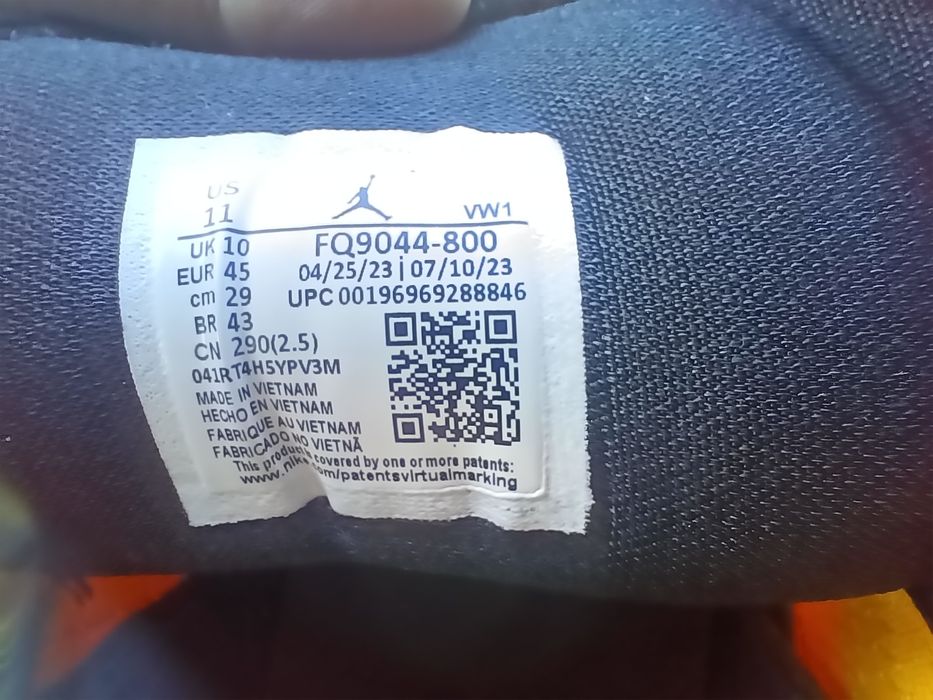 US
11
VW1
UK 10
FQ9044-800
EUR 45
04/25/23 | 07/10/23
cm 29
UPC 00196969288846
BR 43
CN 290(2.5)
041RT4H5YPV3M
MADE IN VIETNAM
HECHO EN VIETNAM
FABRIQUE AU VIETNAM
FABRICADO NO VIETNÃ
This product is covered by one or more patents:
www.nike.com/patentsvirtualmarking